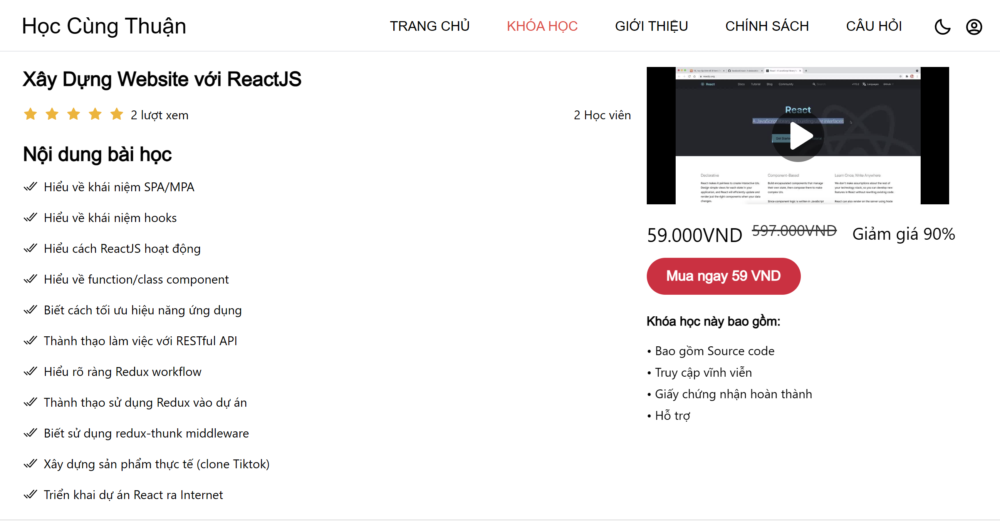 Học Cùng Thuận
TRANG CHỦ
KHÓA HỌC
GIỚI THIỆU
CHÍNH SÁCH
CÂU HỎI
Xây Dựng Website với ReactJS
2 lượt xem
2 Học viên
Nội dung bài học
Hiểu về khái niệm SPA/MPA
Hiểu về khái niệm hooks
Hiểu cách ReactJS hoạt động
Hiểu về function/class component
Biết cách tối ưu hiệu năng ứng dụng
Thành thạo làm việc với RESTful API
Hiểu rõ ràng Redux workflow
Thành thạo sử dụng Redux vào dự án
Biết sử dụng redux-thunk middleware
Xây dựng sản phẩm thực tế (clone Tiktok)
Triển khai dự án React ra Internet
reactjs.org
React
Docs
Tutorial
Blog
Community
Search
v17.0.2
Languages
GitHub
React
A JavaScript library for building user interfaces
Declarative
React makes it painless to create interactive UIs.
Design simple views for each state in your
application, and React will efficiently update and
render just the right components when your data
changes.
Component-Based
Build encapsulated components that manage
their own state, then compose them to make
complex UIs.
Since component logic is written in JavaScript
Learn Once, Write Anywhere
We don't make assumptions about the rest of
your technology stack, so you can develop new
features in React without rewriting existing code.
React can also render on the server using Node
59.000VND
597.000VND
Giảm giá 90%
Mua ngay 59 VND
Khóa học này bao gồm:
• Bao gồm Source code
• Truy cập vĩnh viễn
• Giấy chứng nhận hoàn thành
• Hỗ trợ